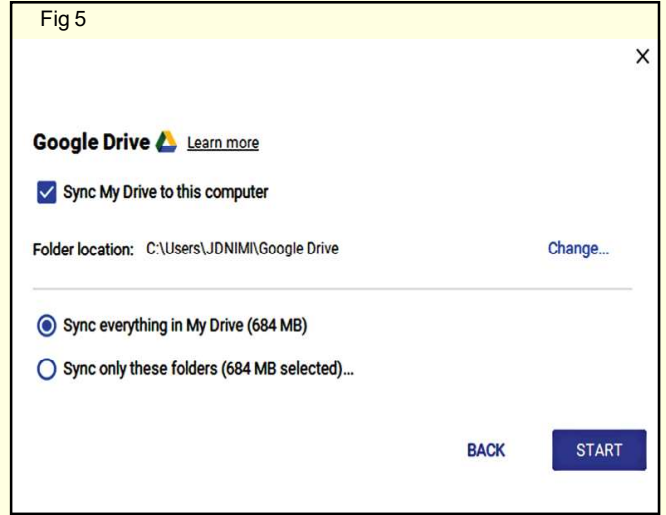 Fig 5
X
Google Drive Learn more
Sync My Drive to this computer
Folder location: C:\Users\JDNIMI\Google Drive Change...
Sync everything in My Drive (684 MB)
Sync only these folders (684 MB selected)...
BACK START